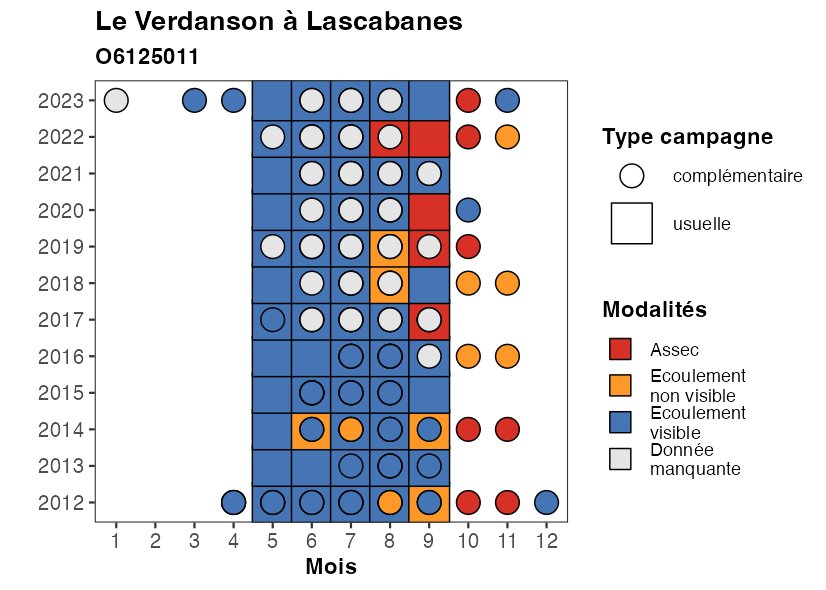 Le Verdanson à Lascabanes
O6125011
2023
2022
2021
2020
2019
2018
2017
2016
2015
2014
2013
2012
1 2 3 4 5 6 7 8 9 10 11 12
Mois
Type campagne
complémentaire
usuelle
Modalités
Assec
Ecoulement
non visible
Ecoulement
visible
Donnée
manquante